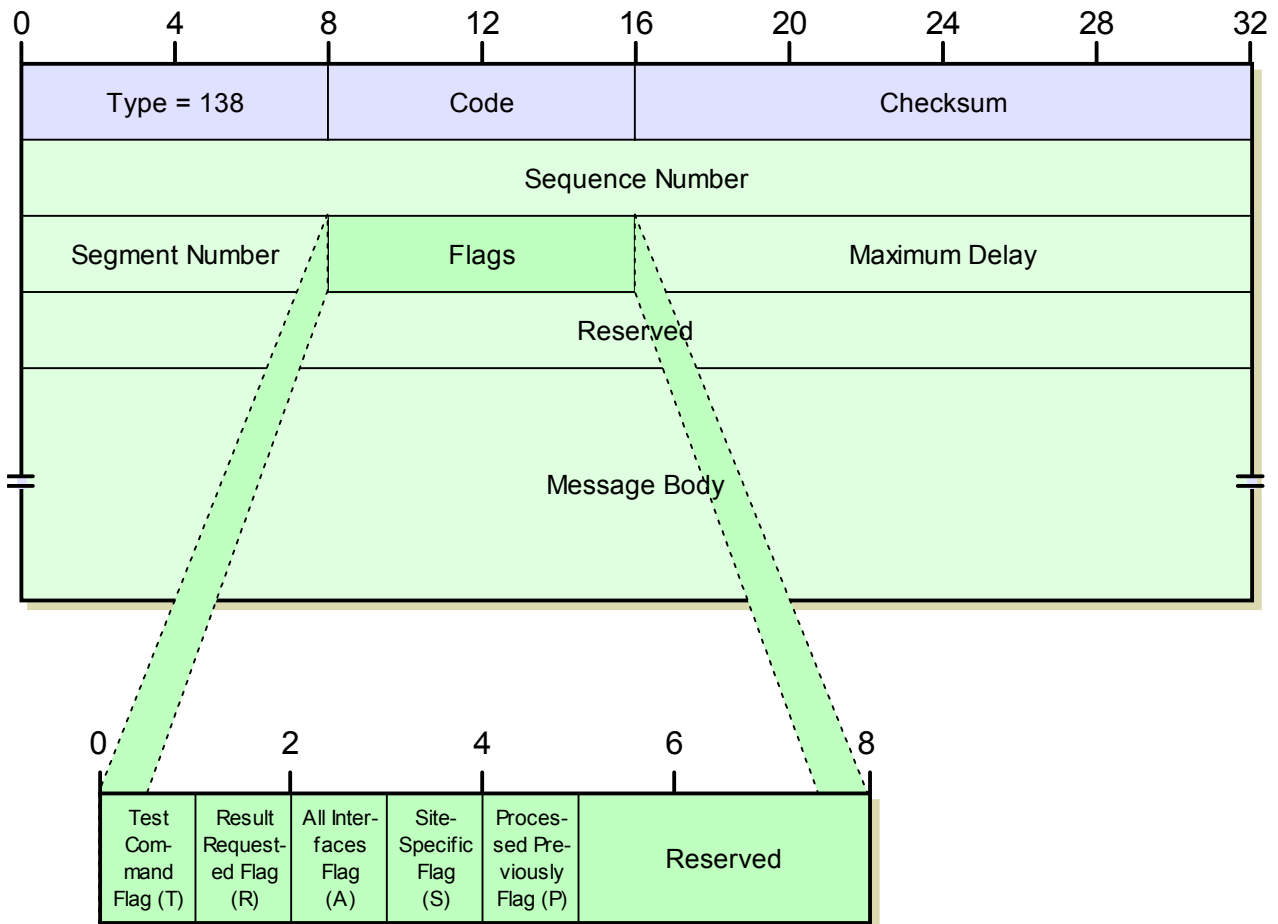 0 4 8 12 16 20 24 28 32
Type = 138 Code Checksum
Sequence Number
Segment Number Flags Maximum Delay
Reserved
Message Body
0 2 4 6 8
Test
Com-
mand
Flag (T)
Result
Request-
ed Flag
(R)
All Inter-
faces
Flag
(A)
Site-
Specific
Flag
(S)
Proces-
sed Pre-
viously
Flag (P)
Reserved